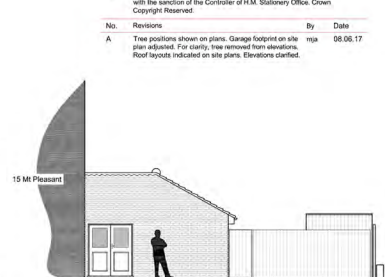 with the sanction of the Controller of H.M. Stationery Office. Crown
Copyright Reserved
No. Revisions By Date
A Tree positions shown on plans. Garage footprint on site mja 08.06.17
plan adjusted. For clarity, tree removed from elevations.
Roof layouts indicated on site plans. Elevations clarified.
15 Mt Pleasant